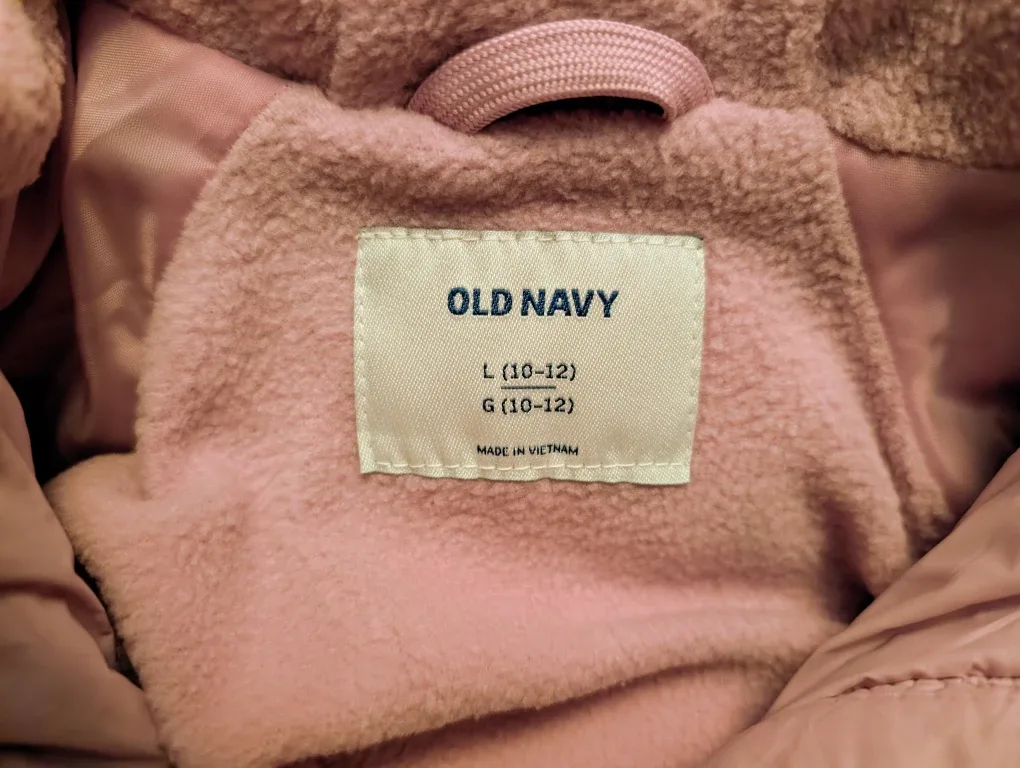 OLD NAVY
L (10-12)
G (10-12)
MADE IN VIETNAM